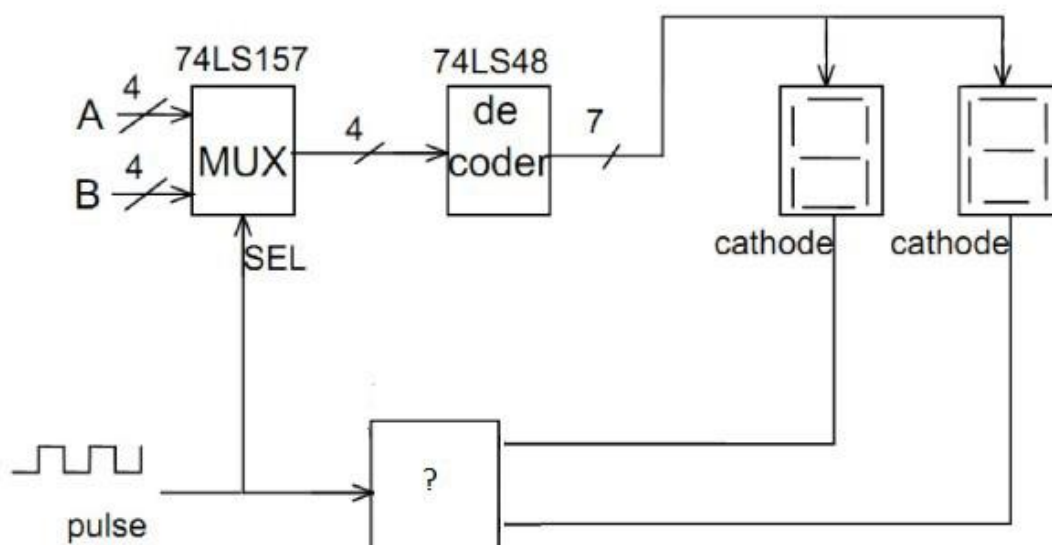 74LS157
74LS48
4
A
4
B
MUX
4
de
coder
7
SEL
cathode
cathode
?
pulse